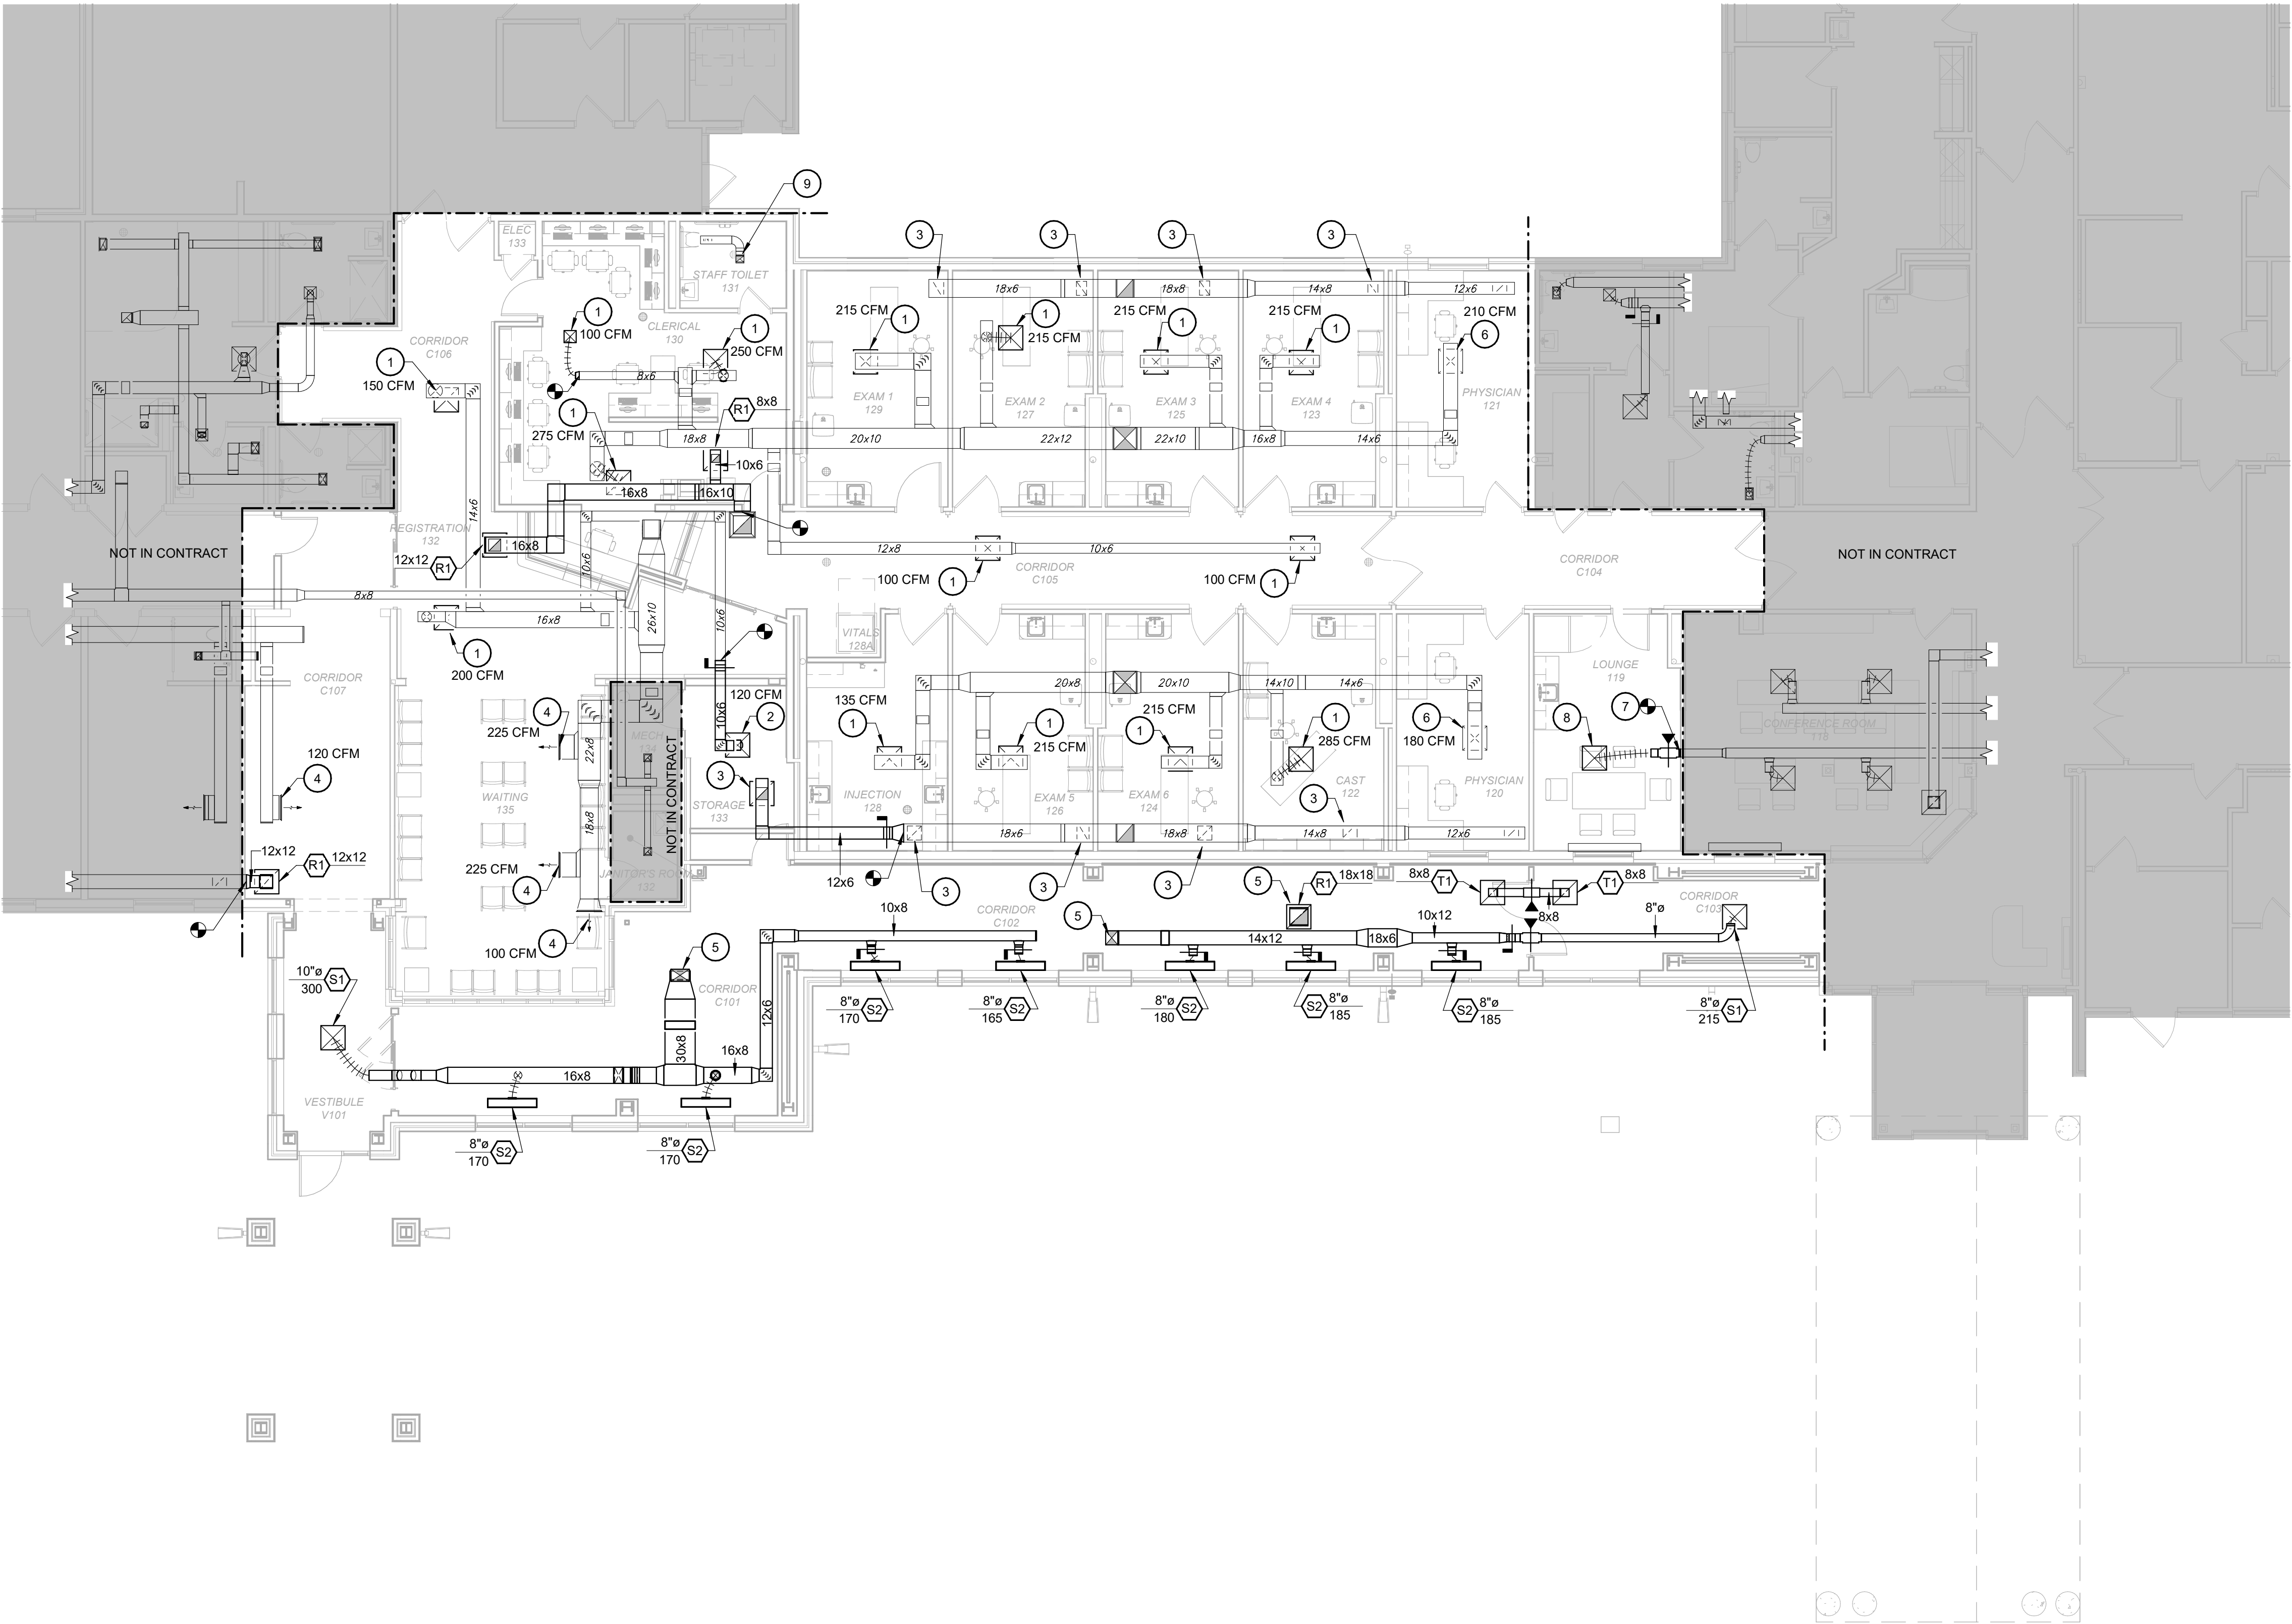 9
3
3
3
3
ELEC
133
STAFF TOILET
131
18x6
18x8
14x8
12x6
1
100 CFM
CLERICAL
130
1
250 CFM
215 CFM
1
1
215 CFM
215 CFM
1
215 CFM
1
210 CFM
6
CORRIDOR
C106
1
150 CFM
8x6
EXAM 1
129
EXAM 2
127
EXAM 3
125
EXAM 4
123
PHYSICIAN
121
1
275 CFM
R1
8x8
18x8
20x10
22x12
22x10
16x8
14x6
10x6
16x8
16x10
14x6
REGISTRATION
132
NOT IN CONTRACT
12x12
R1
16x8
10x6
12x8
10x6
100 CFM
1
CORRIDOR
C105
100 CFM
1
CORRIDOR
C104
NOT IN CONTRACT
8x8
16x8
26x10
10x6
VITALS
128A
1
200 CFM
CORRIDOR
C107
LOUNGE
119
20x8
20x10
14x10
14x6
120 CFM
2
10x6
135 CFM
1
1
215 CFM
215 CFM
1
1
285 CFM
6
180 CFM
8
7
CONFERENCE ROOM
118
4
225 CFM
22x8
MECH
134
NOT IN CONTRACT
120 CFM
4
3
WAITING
135
STORAGE
133
INJECTION
128
EXAM 5
126
EXAM 6
124
CAST
122
PHYSICIAN
120
3
18x8
18x6
18x8
14x8
12x6
12x12
R1
12x12
225 CFM
4
JANITOR'S ROOM
132
12x6
3
3
3
5
R1
18x18
8x8
T1
T1
8x8
8x8
CORRIDOR
C103
10x8
CORRIDOR
C102
5
10x12
8"ø
14x12
18x6
100 CFM
4
5
10"ø
300
S1
CORRIDOR
C101
12x6
8"ø
170
S2
8"ø
165
S2
8"ø
180
S2
S2
8"ø
185
S2
8"ø
185
8"ø
215
S1
30x8
16x8
16x8
VESTIBULE
V101
8"ø
170
S2
8"ø
170
S2